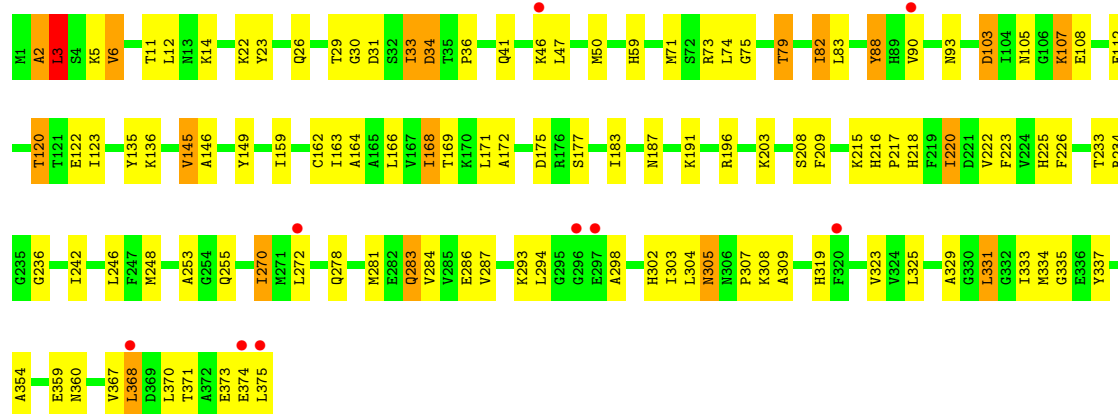 M1 A2 L3 S4 K5 V6 T11 L12 N13 K14 K22 Y23 Q26 T29 G30 D31 S32 I33 D34 T35 P36 Q41 K46 L47 M50 H59 M71 S72 R73 L74 G75 T79 I82 L83 Y88 H89 V90 N93 D103 I104 N105 G106 K107 E108
T120 T121 E122 I123 Y135 K136 V145 A146 Y149 I159 C162 I163 A164 A165 L166 V167 I168 T169 K170 L171 A172 D175 R176 S177 I183 N187 K191 R196 K203 S208 F209 K215 H216 P217 H218 F219 I220 D221 V222 F223 V224 H225 F226 T233
G235 G236 I242 L246 F247 M248 A253 G254 Q255 I270 M271 L272 Q278 M281 E282 Q283 V284 V285 E286 V287 K293 L294 G295 G296 E297 A298 H302 I303 L304 N305 N306 P307 K308 A309 H319 F320 V323 V324 L325 A329 G330 L331 G332 I333 M334 G335 E336 Y337
A354 E359 N360 V367 L368 D369 L370 T371 A372 E373 E374 L375